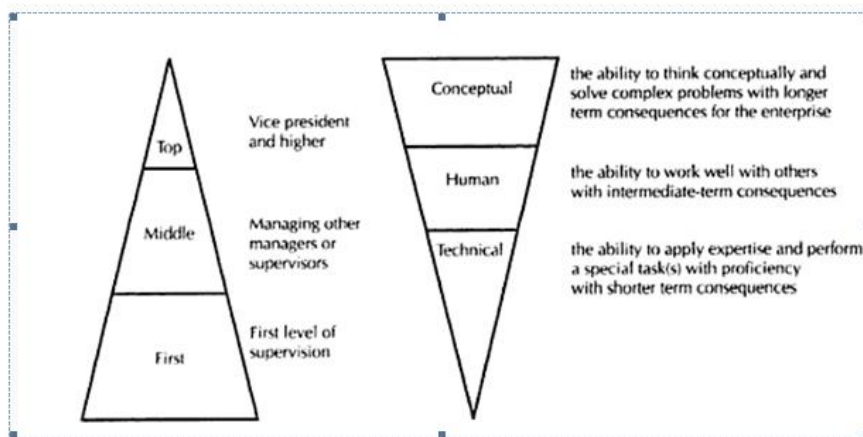 Top
Vice president
and higher
Middle
Managing other
managers or
supervisors
First
First level of
supervision
Conceptual
the ability to think conceptually and
solve complex problems with longer
term consequences for the enterprise
Human
the ability to work well with others
with intermediate-term consequences
Technical
the ability to apply expertise and perform
a special task(s) with proficiency
with shorter term consequences